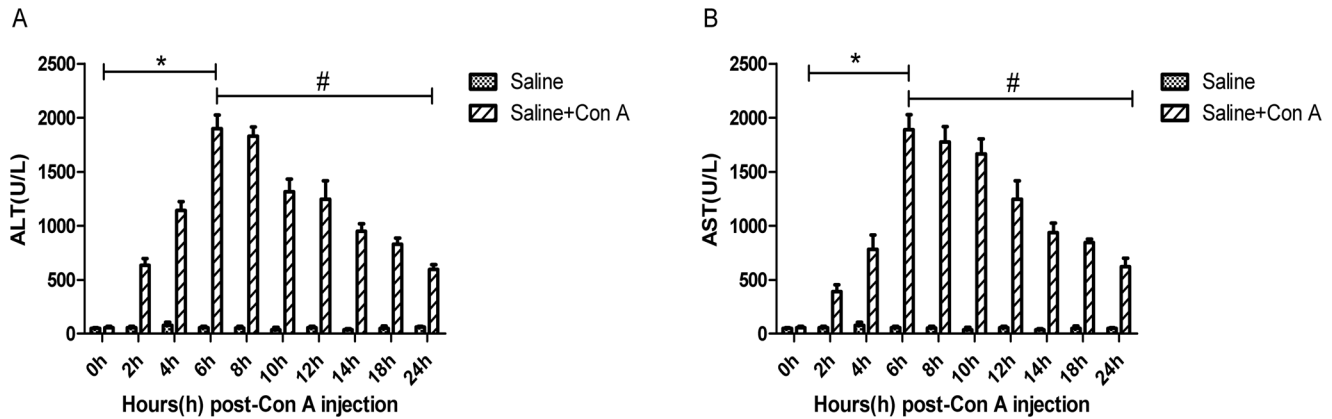 A
2500
2000
1500
1000
500
0
ALT(U/L)
*
#
Saline
Saline+Con A
0h
2h
4h
6h
8h
10h
12h
14h
18h
24h
Hours(h) post-Con A injection
B
2500
2000
1500
1000
500
0
AST(U/L)
*
#
Saline
Saline+Con A
0h
2h
4h
6h
8h
10h
12h
14h
18h
24h
Hours(h) post-Con A injection